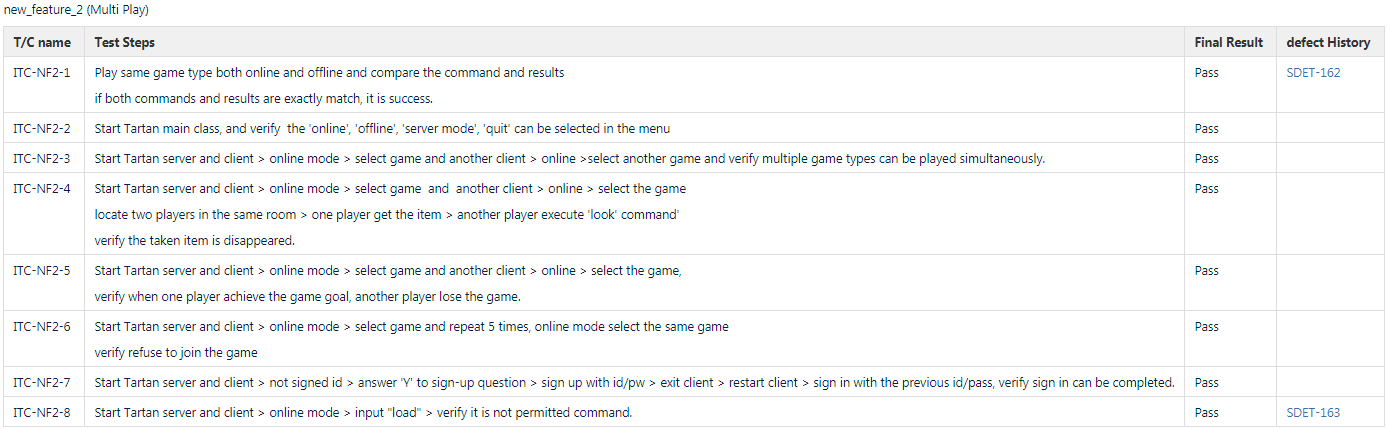 new_feature_2 (Multi Play)
T/C name Test Steps Final Result defect History
ITC-NF2-1 Play same game type both online and offline and compare the command and results Pass SDET-162
if both commands and results are exactly match, it is success.
ITC-NF2-2 Start Tartan main class, and verify the 'online', 'offline', 'server mode', 'quit' can be selected in the menu Pass
ITC-NF2-3 Start Tartan server and client > online mode > select game and another client > online >select another game and verify multiple game types can be played simultaneously. Pass
ITC-NF2-4 Start Tartan server and client > online mode > select game and another client > online > select the game Pass
locate two players in the same room > one player get the item > another player execute 'look' command'
verify the taken item is disappeared.
ITC-NF2-5 Start Tartan server and client > online mode > select game and another client > online > select the game, Pass
verify when one player achieve the game goal, another player lose the game.
ITC-NF2-6 Start Tartan server and client > online mode > select game and repeat 5 times, online mode select the same game Pass
verify refuse to join the game
ITC-NF2-7 Start Tartan server and client > not signed id > answer 'Y' to sign-up question > sign up with id/pw > exit client > restart client > sign in with the previous id/pass, verify sign in can be completed. Pass
ITC-NF2-8 Start Tartan server and client > online mode > input "load" > verify it is not permitted command. Pass SDET-163